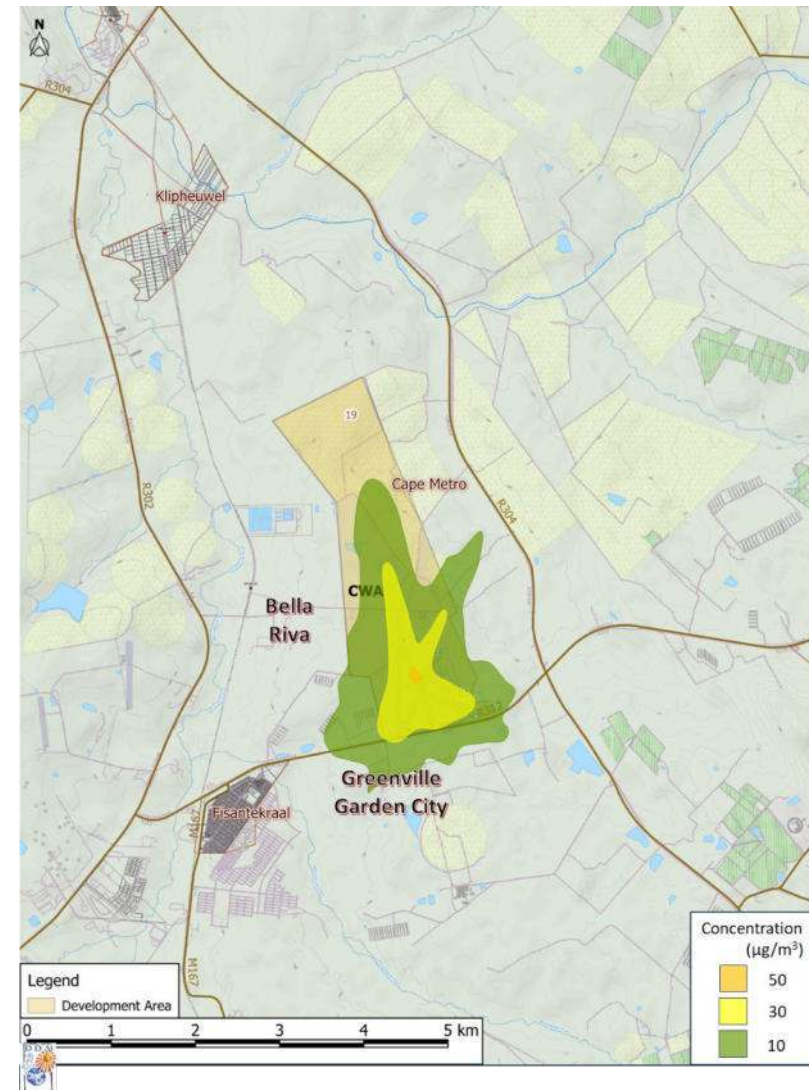 N
R304
Klipheuwel
19
Cape Metro
R302
R304
CWA
Bella
Riva
R312
Greenville
Garden City
Fisantekraal
M167
M167
Legend
Development Area
0 1 2 3 4 5 km
Concentration
(µg/m³)
50
30
10